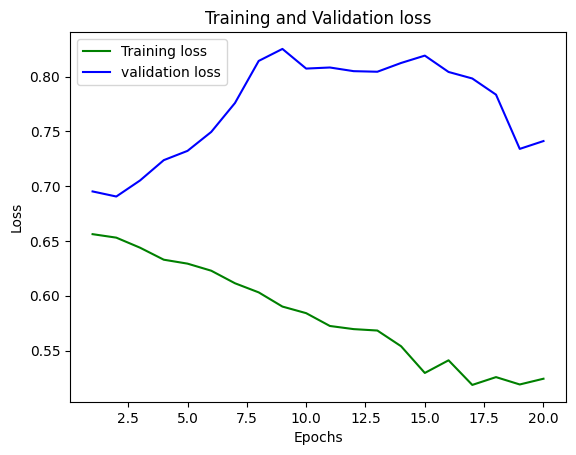 Training and Validation loss
Training loss
validation loss
0.80
0.75
0.70
0.65
0.60
0.55
Loss
2.5 5.0 7.5 10.0 12.5 15.0 17.5 20.0
Epochs